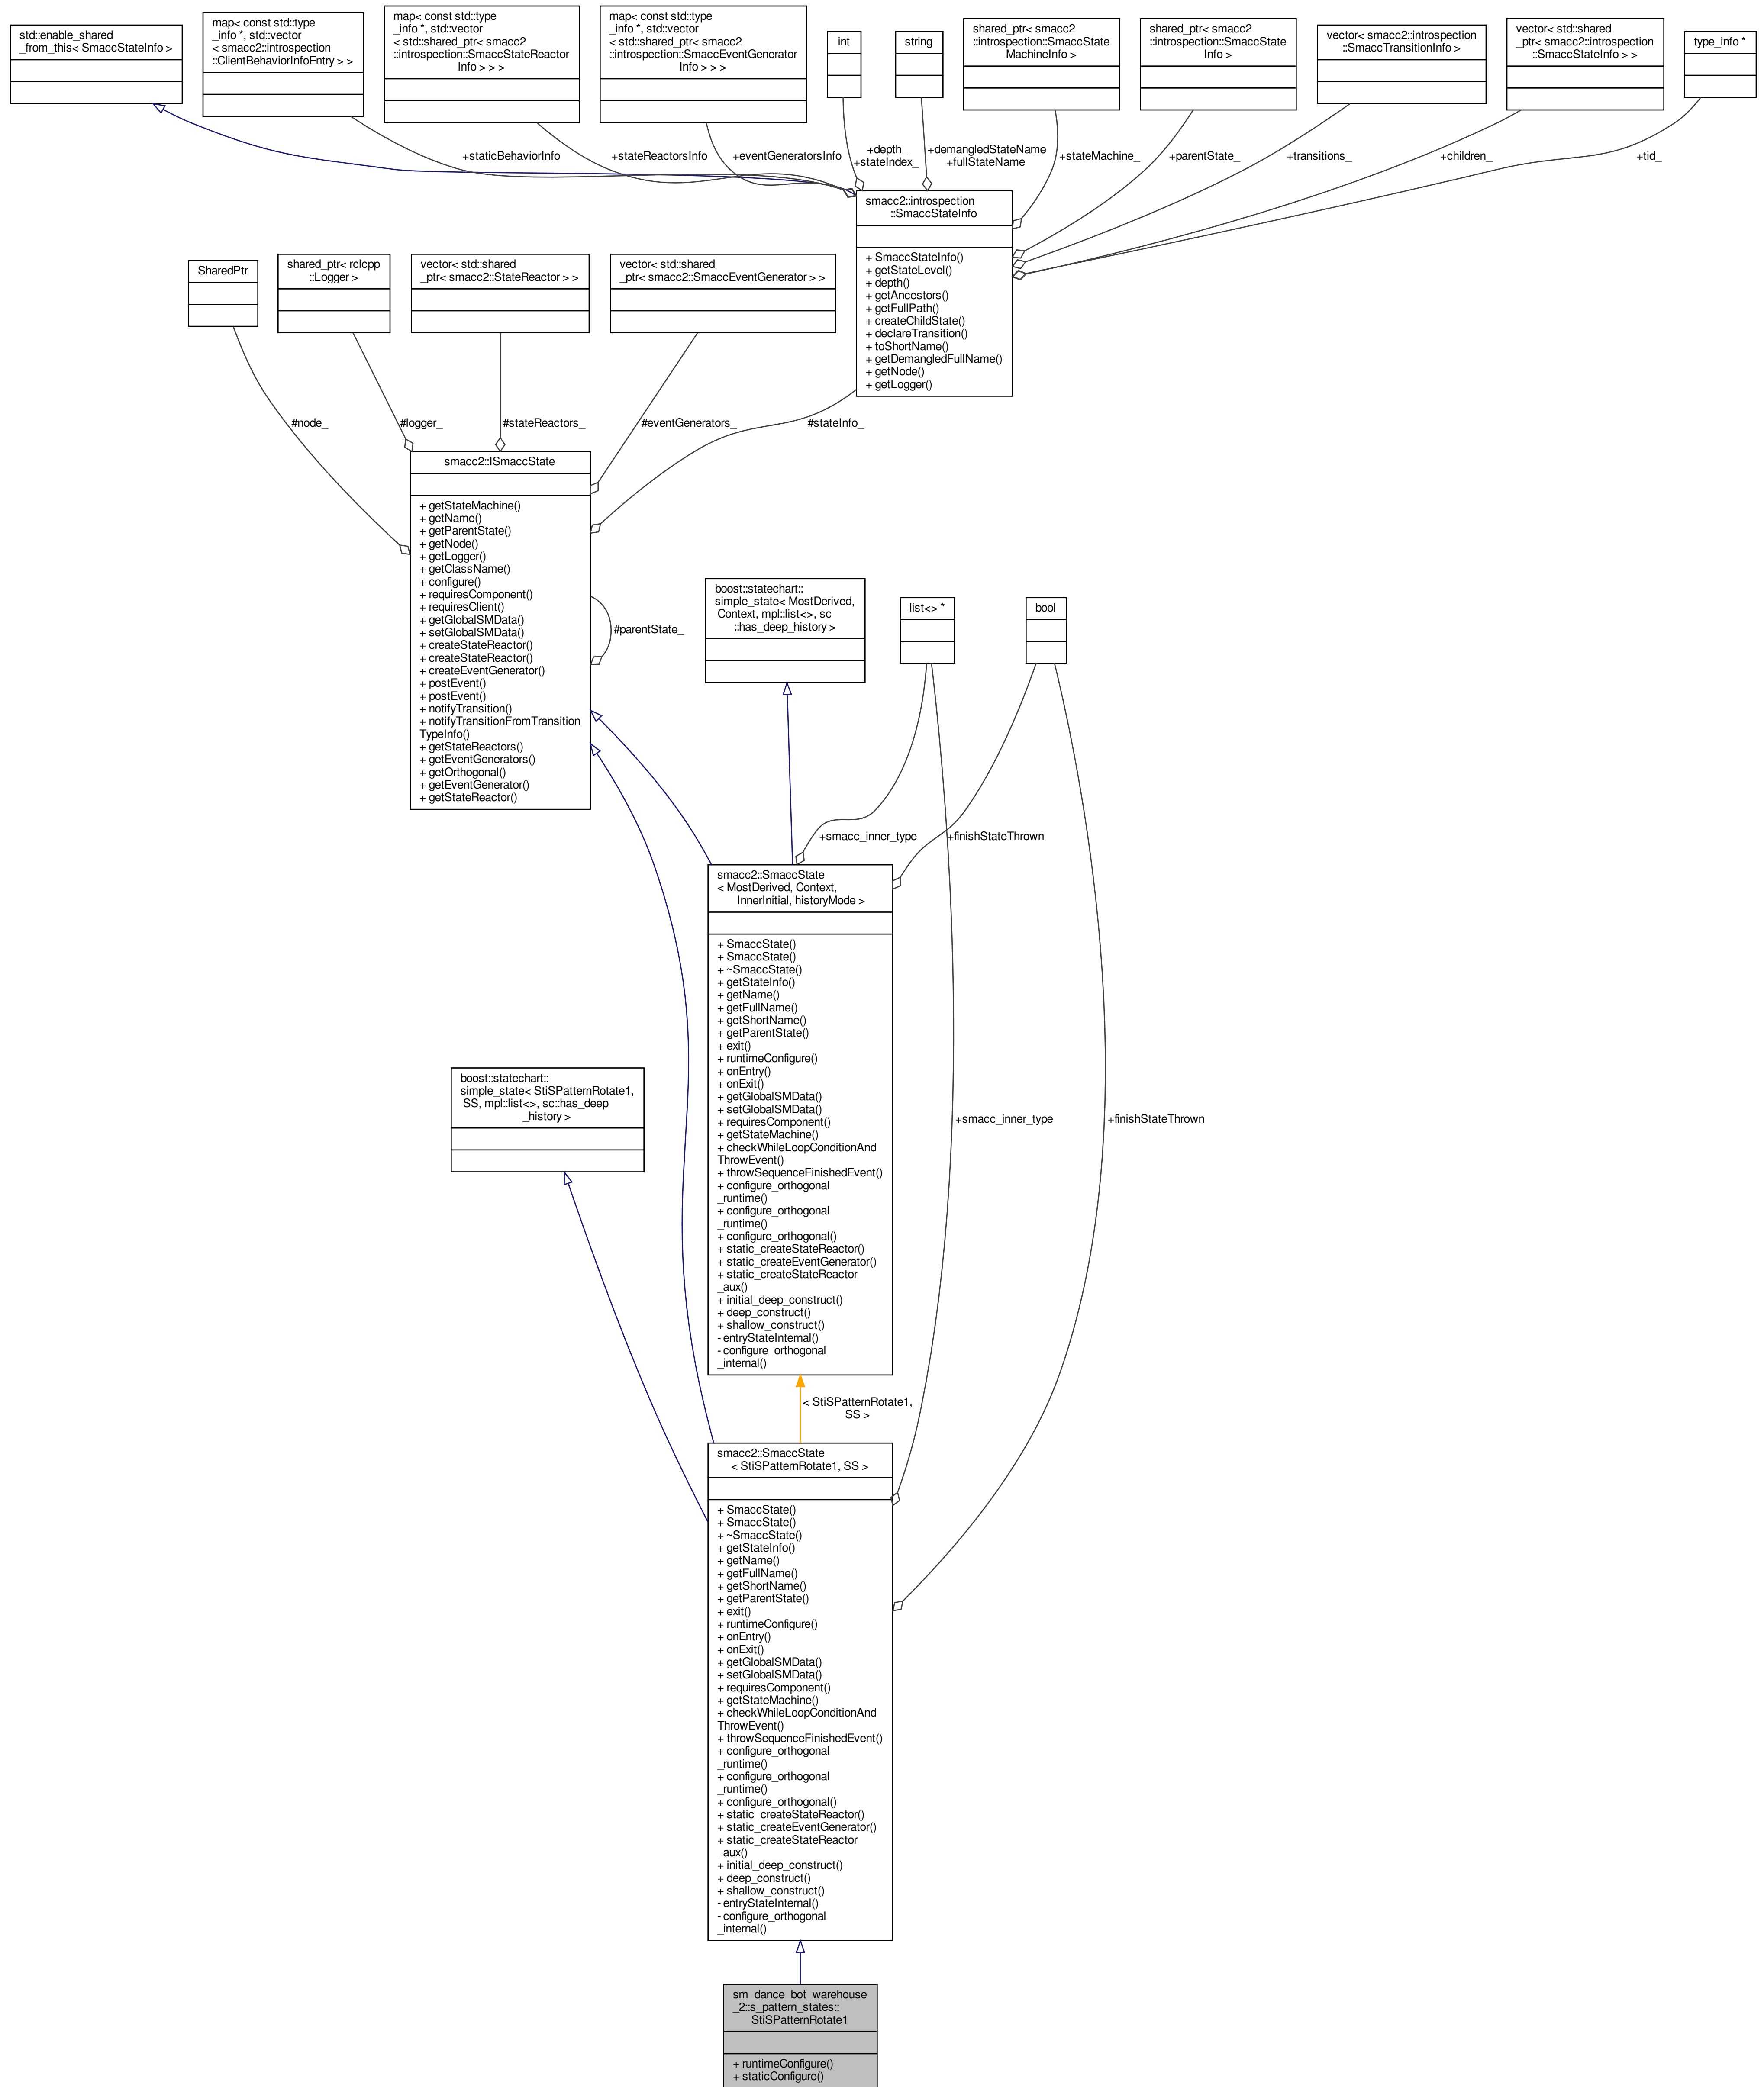 std::enable_shared
_from_this< SmaccStateInfo >
map< const std::type
_info *, std::vector
< smacc2::introspection
::ClientBehaviorInfoEntry > >
map< const std::type
_info *, std::vector
< std::shared_ptr< smacc2
::introspection::SmaccStateReactor
Info > > >
map< const std::type
_info *, std::vector
< std::shared_ptr< smacc2
::introspection::SmaccEventGenerator
Info > > >
int
string
shared_ptr< smacc2
::introspection::SmaccState
MachineInfo >
shared_ptr< smacc2
::introspection::SmaccState
Info >
vector< smacc2::introspection
::SmaccTransitionInfo >
vector< std::shared
_ptr< smacc2::introspection
::SmaccStateInfo > >
type_info *
+staticBehaviorInfo
+stateReactorsInfo
+eventGeneratorsInfo
+depth_
+stateIndex_
+demangledStateName
+fullStateName
+stateMachine_
+parentState_
+transitions_
+children_
+tid_
smacc2::introspection
::SmaccStateInfo
+ SmaccStateInfo()
+ getStateLevel()
+ depth()
+ getAncestors()
+ getFullPath()
+ createChildState()
+ declareTransition()
+ toShortName()
+ getDemangledFullName()
+ getNode()
+ getLogger()
SharedPtr
shared_ptr< rclcpp
::Logger >
vector< std::shared
_ptr< smacc2::StateReactor > >
vector< std::shared
_ptr< smacc2::SmaccEventGenerator > >
#node_
#logger_
#stateReactors_
#eventGenerators_
#stateInfo_
smacc2::ISmaccState
+ getStateMachine()
+ getName()
+ getParentState()
+ getNode()
+ getLogger()
+ getClassName()
+ configure()
+ requiresComponent()
+ requiresClient()
+ getGlobalSMData()
+ setGlobalSMData()
+ createStateReactor()
+ createStateReactor()
+ createEventGenerator()
+ postEvent()
+ postEvent()
+ notifyTransition()
+ notifyTransitionFromTransition
TypeInfo()
+ getStateReactors()
+ getEventGenerators()
+ getOrthogonal()
+ getEventGenerator()
+ getStateReactor()
#parentState_
boost::statechart::
simple_state< MostDerived,
Context, mpl::list<>, sc
::has_deep_history >
list<> *
bool
+smacc_inner_type
+finishStateThrown
smacc2::SmaccState
< MostDerived, Context,
InnerInitial, historyMode >
+ SmaccState()
+ SmaccState()
+ ~SmaccState()
+ getStateInfo()
+ getName()
+ getFullName()
+ getShortName()
+ getParentState()
+ exit()
+ runtimeConfigure()
+ onEntry()
+ onExit()
+ getGlobalSMData()
+ setGlobalSMData()
+ requiresComponent()
+ getStateMachine()
+ checkWhileLoopConditionAnd
ThrowEvent()
+ throwSequenceFinishedEvent()
+ configure_orthogonal
_runtime()
+ configure_orthogonal
_runtime()
+ configure_orthogonal()
+ static_createStateReactor()
+ static_createEventGenerator()
+ static_createStateReactor
_aux()
+ initial_deep_construct()
+ deep_construct()
+ shallow_construct()
- entryStateInternal()
- configure_orthogonal
_internal()
boost::statechart::
simple_state< StiSPatternRotate1,
SS, mpl::list<>, sc::has_deep
_history >
+smacc_inner_type
+finishStateThrown
< StiSPatternRotate1,
SS >
smacc2::SmaccState
< StiSPatternRotate1, SS >
+ SmaccState()
+ SmaccState()
+ ~SmaccState()
+ getStateInfo()
+ getName()
+ getFullName()
+ getShortName()
+ getParentState()
+ exit()
+ runtimeConfigure()
+ onEntry()
+ onExit()
+ getGlobalSMData()
+ setGlobalSMData()
+ requiresComponent()
+ getStateMachine()
+ checkWhileLoopConditionAnd
ThrowEvent()
+ throwSequenceFinishedEvent()
+ configure_orthogonal
_runtime()
+ configure_orthogonal
_runtime()
+ configure_orthogonal()
+ static_createStateReactor()
+ static_createEventGenerator()
+ static_createStateReactor
_aux()
+ initial_deep_construct()
+ deep_construct()
+ shallow_construct()
- entryStateInternal()
- configure_orthogonal
_internal()
sm_dance_bot_warehouse
_2::s_pattern_states::
StiSPatternRotate1
+ runtimeConfigure()
+ staticConfigure()